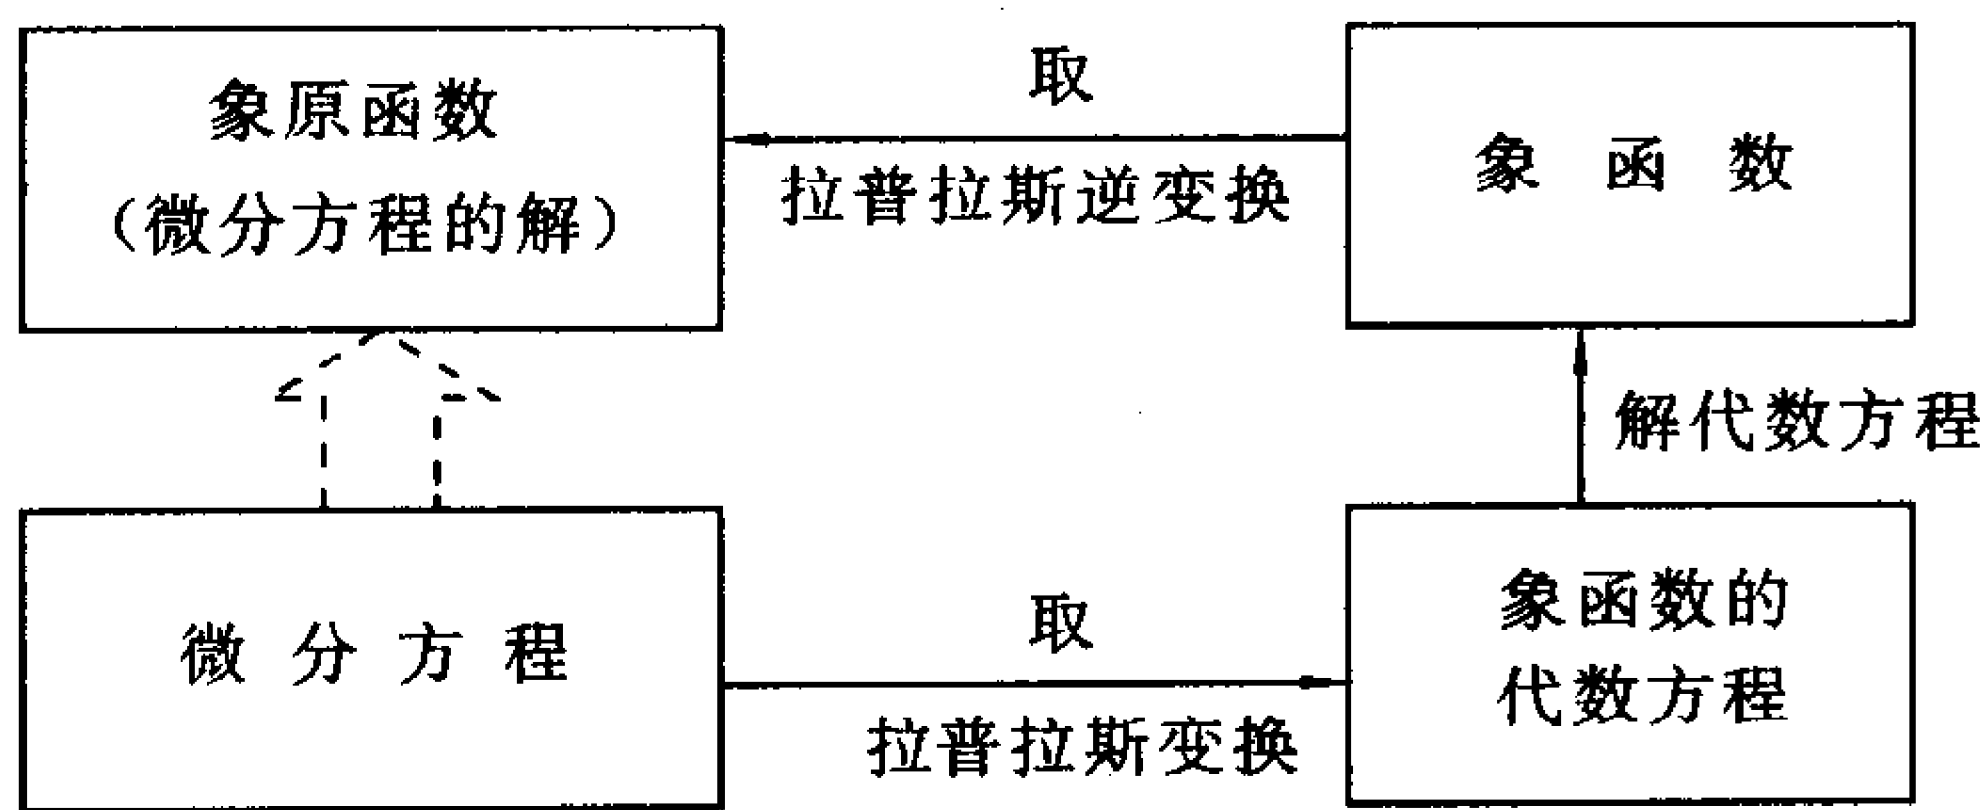 象原函数
(微分方程的解)
取
拉普拉斯逆变换
象函数
解代数方程
微分方程
取
拉普拉斯变换
象函数的
代数方程